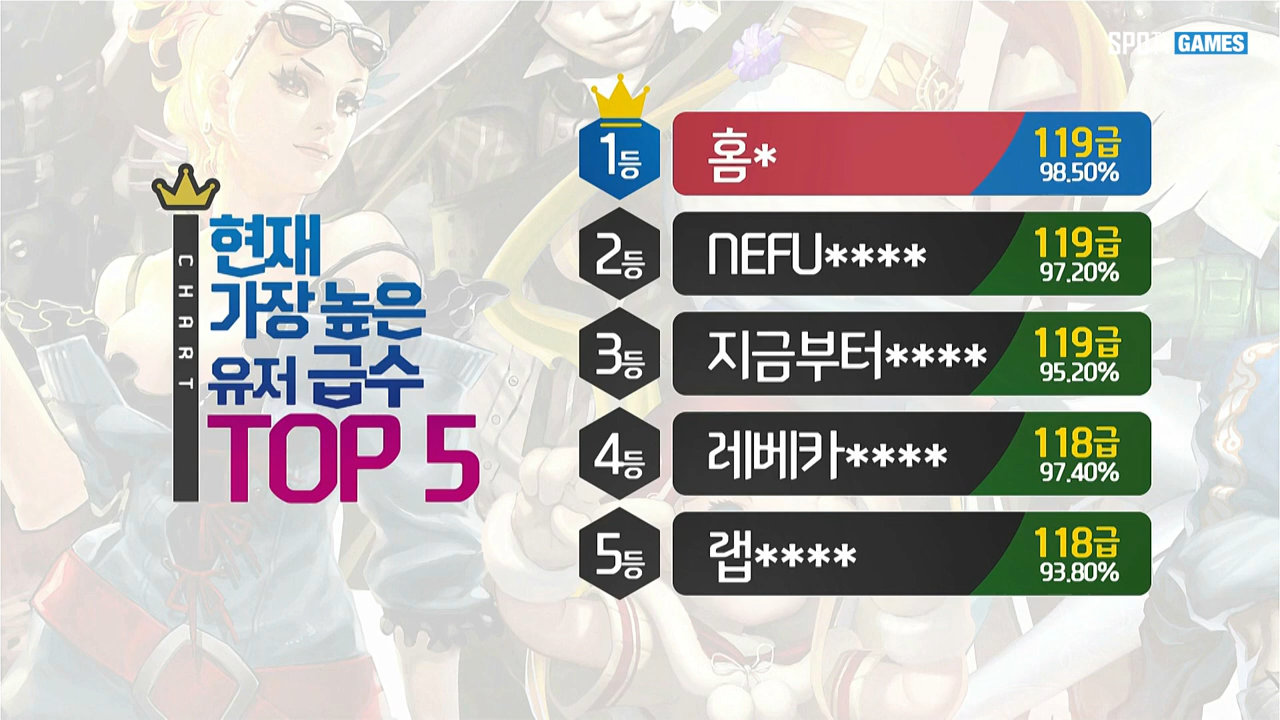 SPOTV GAMES
CHART
현재
가장 높은
유저 급수
TOP 5
1등 홈* 119급 98.50%
2등 NEFU**** 119급 97.20%
3등 지금부터**** 119급 95.20%
4등 레베카**** 118급 97.40%
5등 랩**** 118급 93.80%